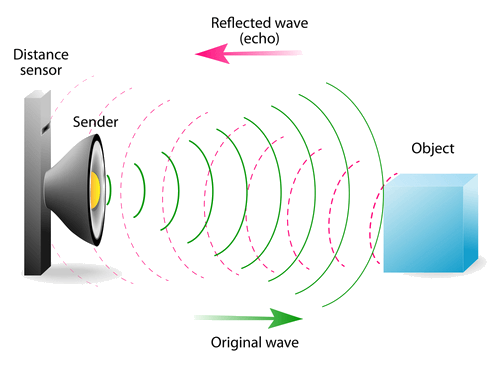 Reflected wave
(echo)
Distance
sensor
Sender
Object
Original wave